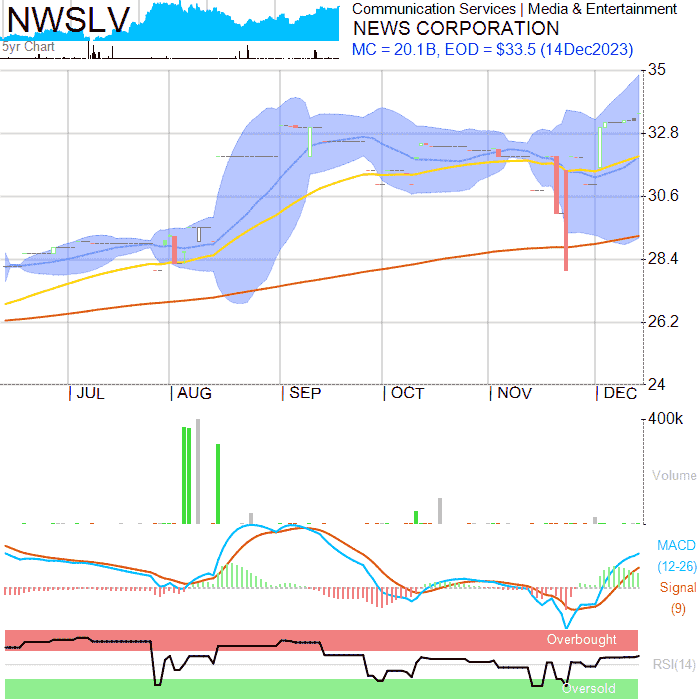 NWSLV
5yr Chart
Communication Services | Media & Entertainment
NEWS CORPORATION
MC = 20.1B, EOD = $33.5 (14Dec2023)
35
32.8
30.6
28.4
26.2
24
JUL AUG SEP OCT NOV DEC
400k
Volume
MACD
(12-26)
Signal
(9)
Overbought
RSI(14)
Oversold